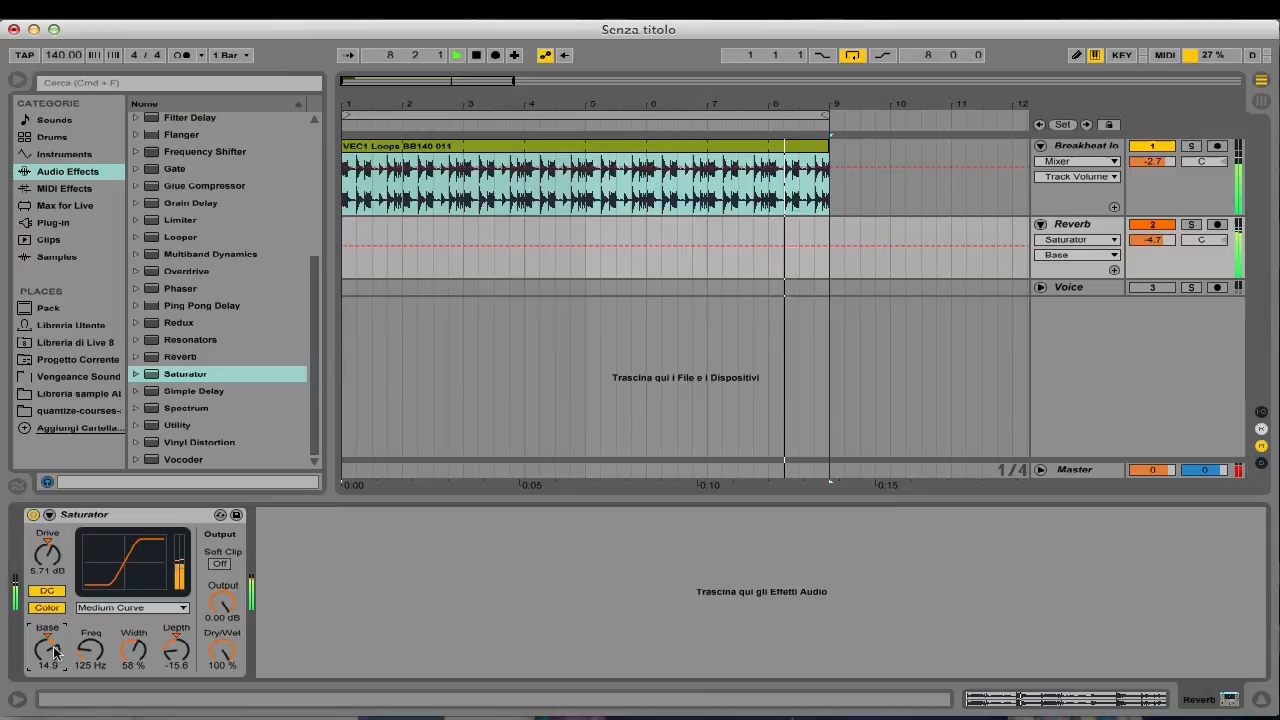 Senza titolo
TAP 140.00 4 / 4 1 Bar 8 2 1 1 1 1 8 0 0 KEY MIDI 27 % D
Cerca (Cmd + F)
CATEGORIE
Sounds
Drums
Instruments
Audio Effects
MIDI Effects
Max for Live
Plug-in
Clips
Samples
PLACES
Pack
Libreria Utente
Libreria di Live 8
Progetto Corrente
Vengeance Sound
Libreria sample Ab
quantize-courses-
Aggiungi Cartella...
Nome
Filter Delay
Flanger
Frequency Shifter
Gate
Glue Compressor
Grain Delay
Limiter
Looper
Multiband Dynamics
Overdrive
Phaser
Ping Pong Delay
Redux
Resonators
Reverb
Saturator
Simple Delay
Spectrum
Utility
Vinyl Distortion
Vocoder
1 2 3 4 5 6 7 8 9 10 11 12
Set
VEC1 Loops BB140 011
Breakbeat lo 1 S
Mixer -2.7 C
Track Volume
Reverb 2 S
Saturator -4.7 C
Base
Voice 3 S
Trascina qui i File e i Dispositivi
1/4 Master 0 0
0:00 0:05 0:10 0:15
Saturator
Drive
5.71 dB
DC
Color
Medium Curve
Base
14.9
Freq
125 Hz
Width
58 %
Depth
-15.6
Output
Soft Clip
Off
Output
0.00 dB
Dry/Wet
100 %
Trascina qui gli Effetti Audio
Reverb